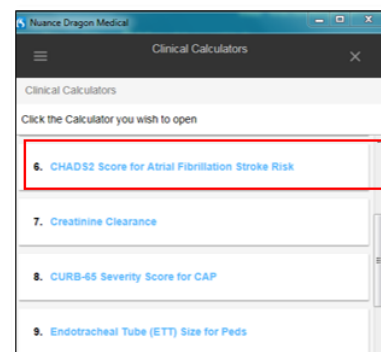 Nuance Dragon Medical
Clinical Calculators
Clinical Calculators
Click the Calculator you wish to open
6. CHADS2 Score for Atrial Fibrillation Stroke Risk
7. Creatinine Clearance
8. CURB-65 Severity Score for CAP
9. Endotracheal Tube (ETT) Size for Peds